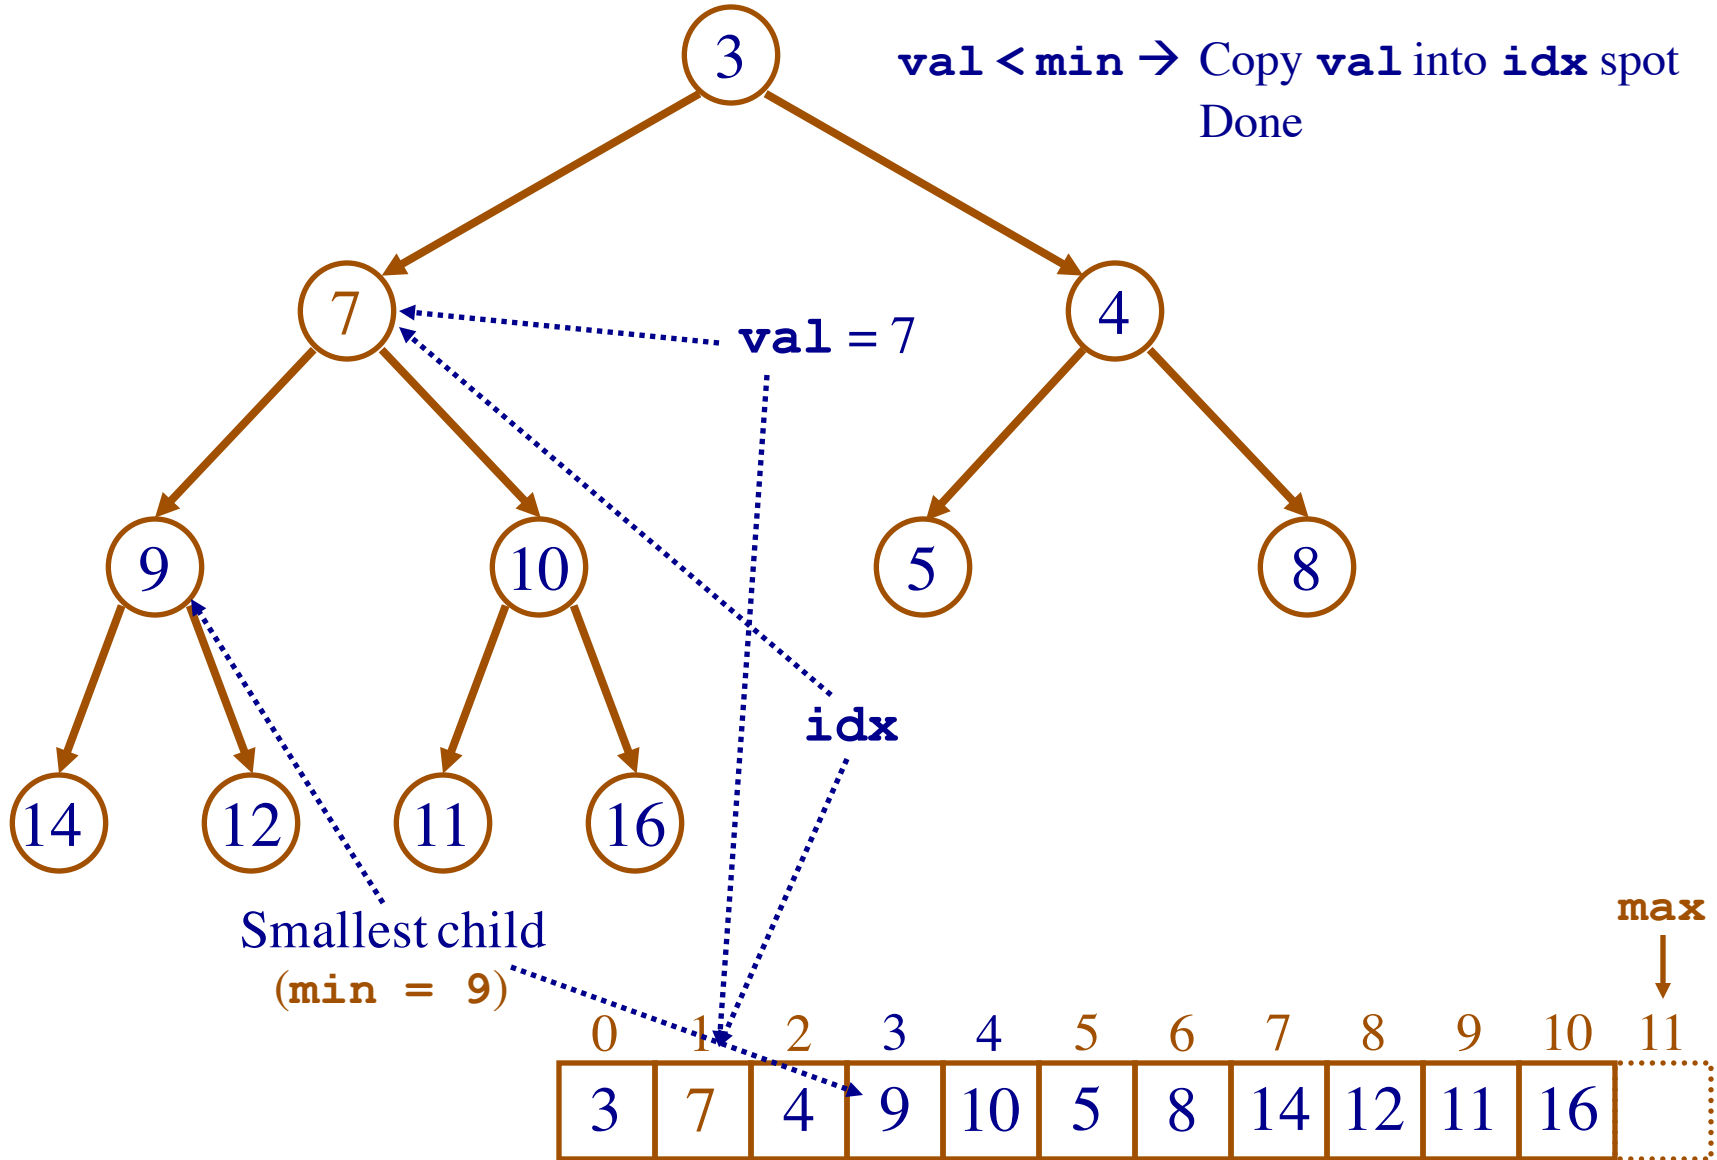 3
val < min → Copy val into idx spot
Done
7
val = 7
4
9
10
5
8
idx
14
12
11
16
Smallest child
(min = 9)
max
0 1 2 3 4 5 6 7 8 9 10 11
3 7 4 9 10 5 8 14 12 11 16